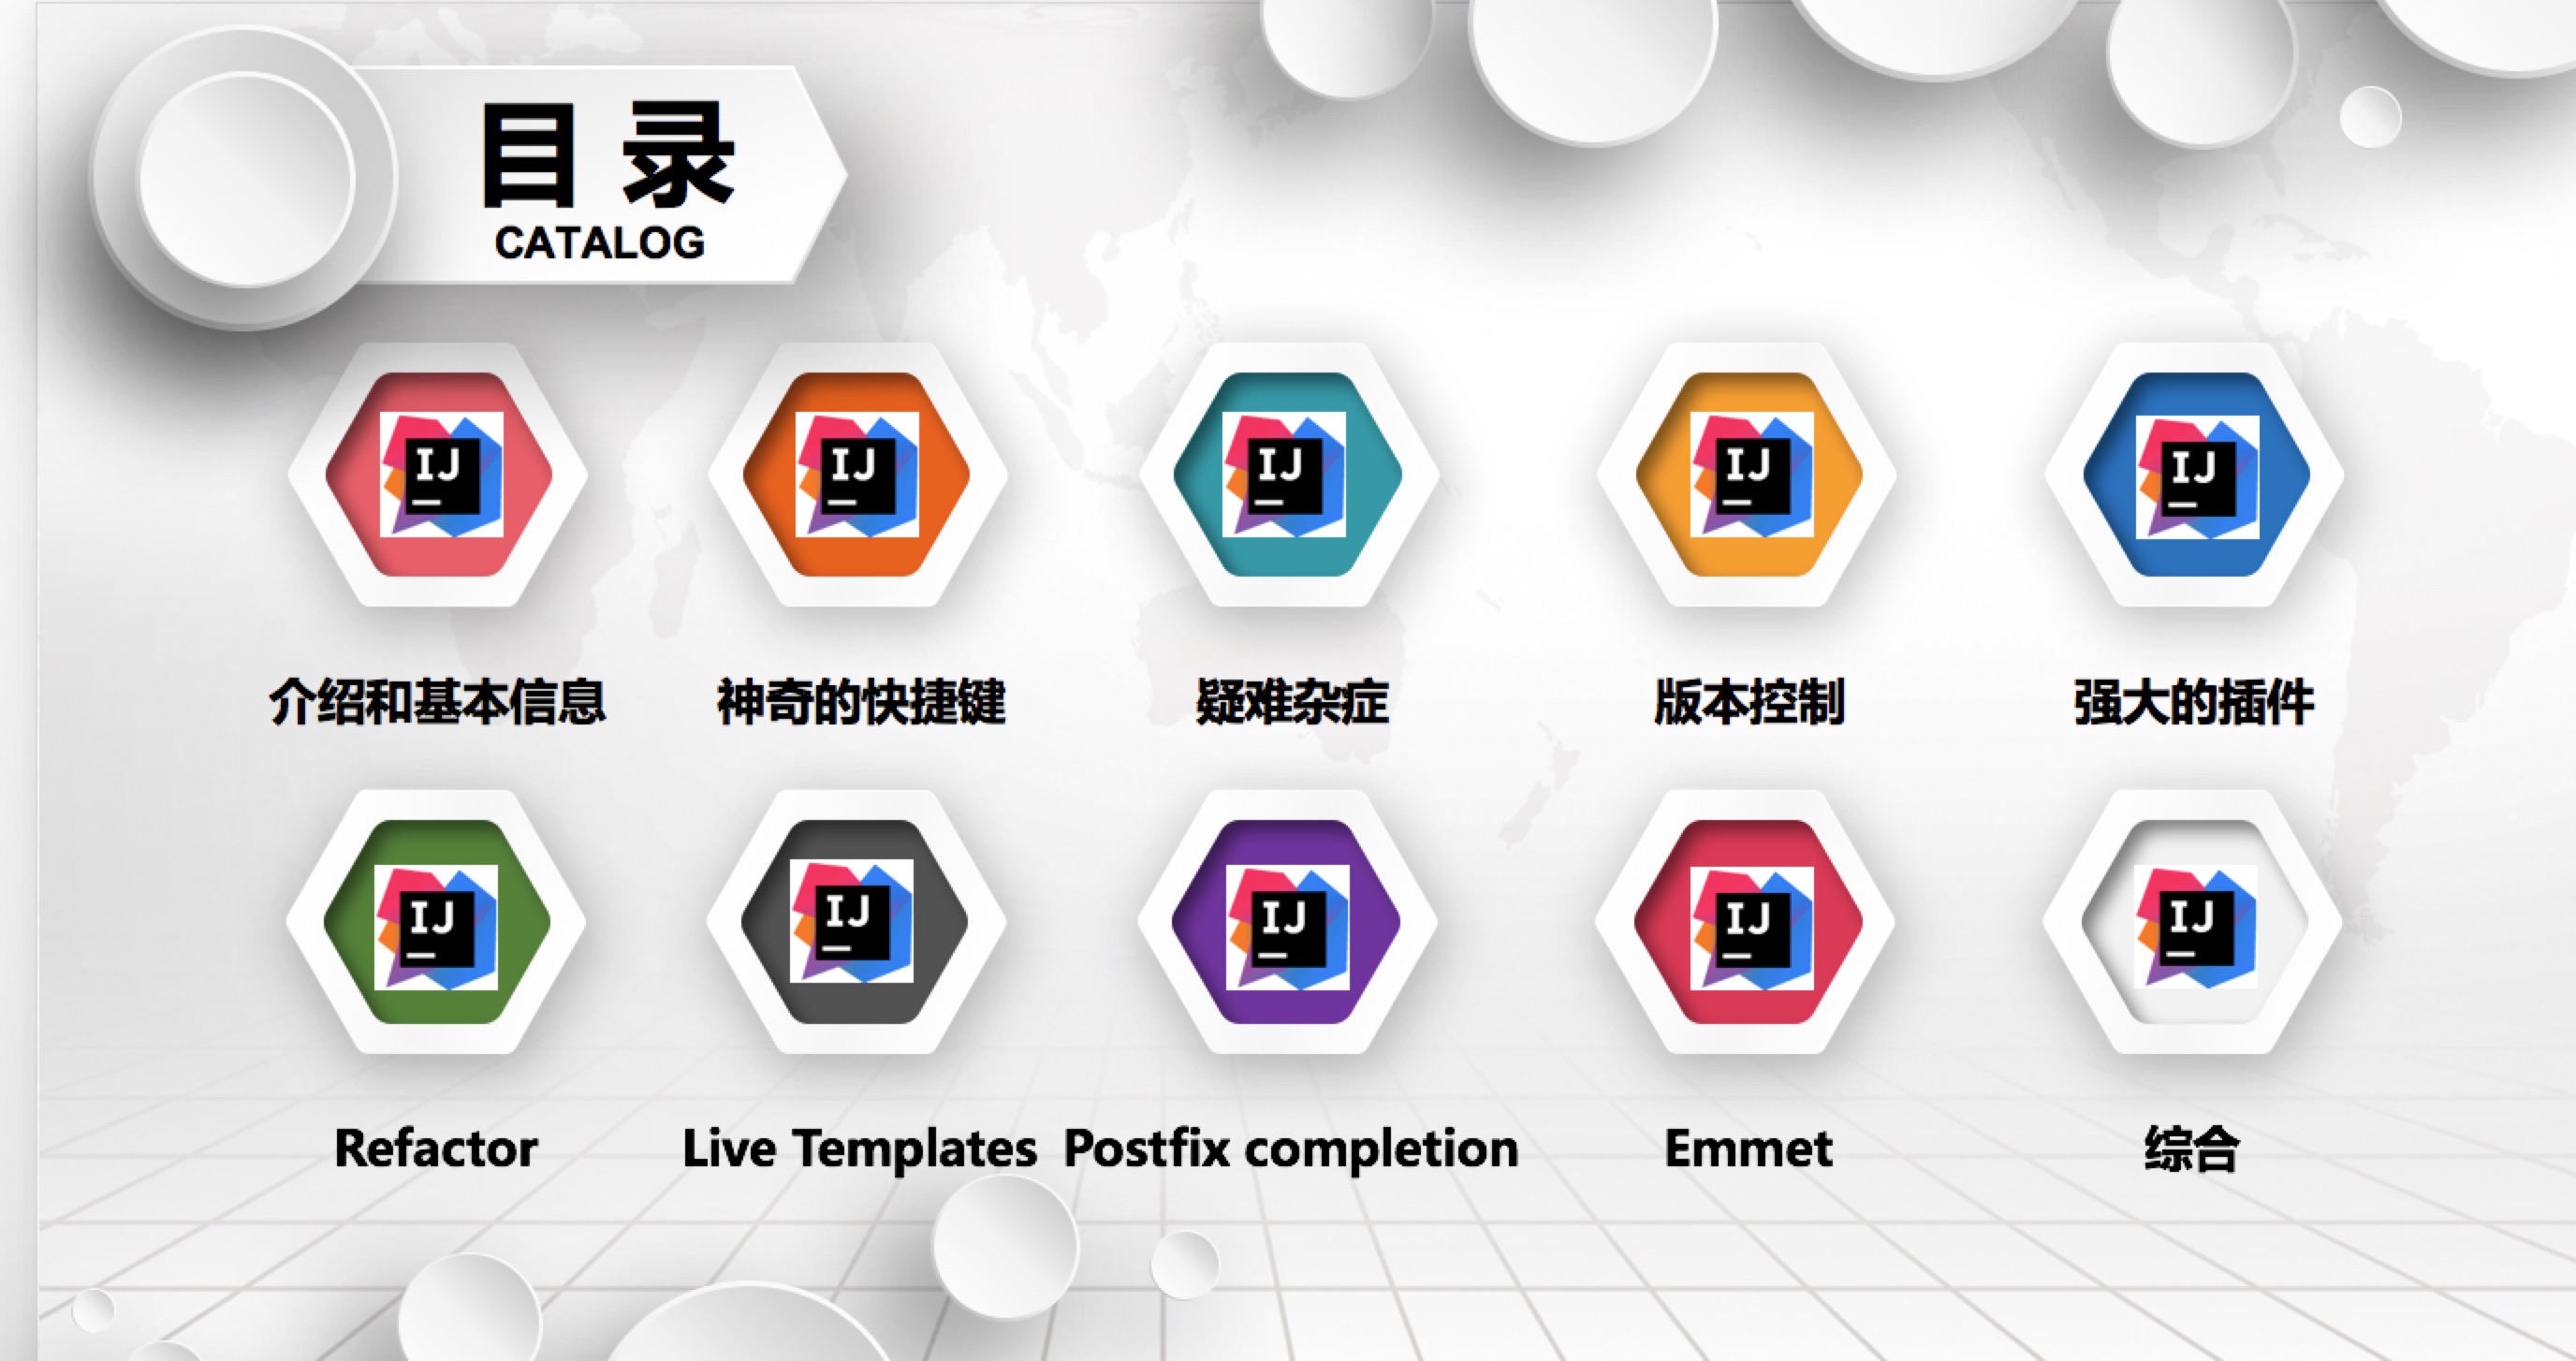 目录
CATALOG
IJ
IJ
IJ
IJ
IJ
介绍和基本信息
神奇的快捷键
疑难杂症
版本控制
强大的插件
IJ
IJ
IJ
IJ
IJ
Refactor
Live Templates
Postfix completion
Emmet
综合